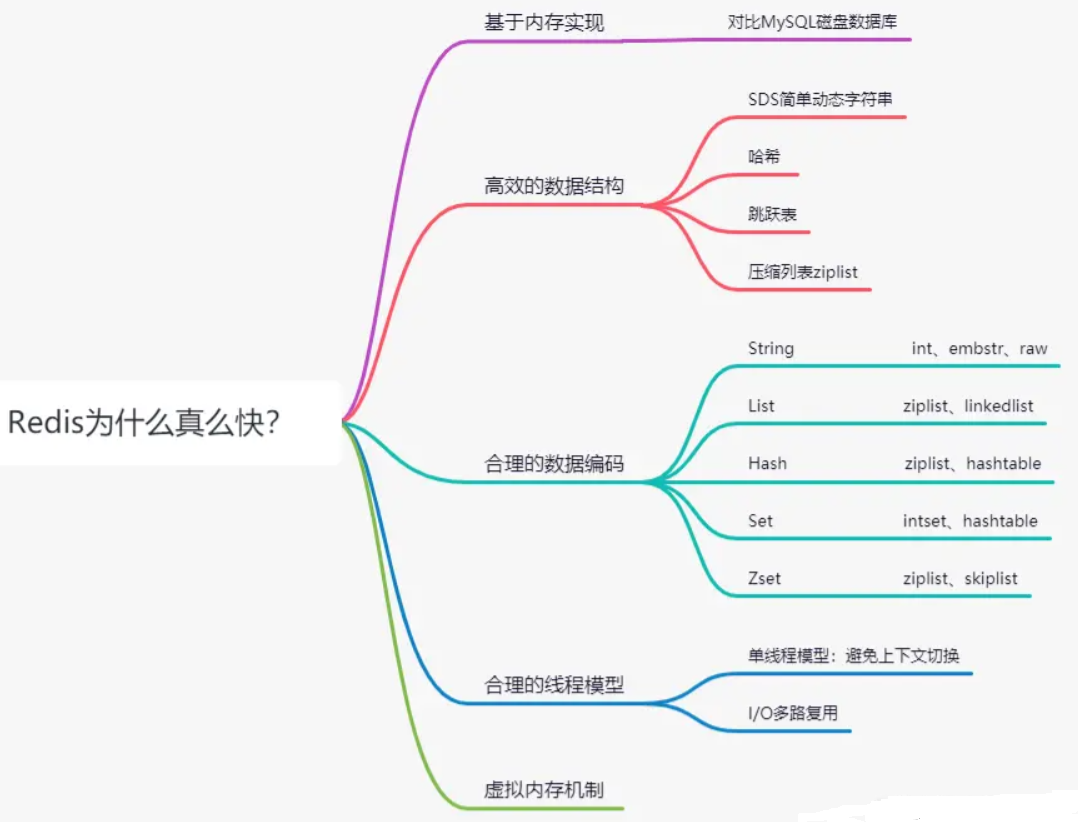 基于内存实现
对比MySQL磁盘数据库
SDS简单动态字符串
哈希
高效的数据结构
跳跃表
压缩列表ziplist
String int、embstr、raw
List ziplist、linkedlist
Redis为什么真么快?
合理的数据编码
Hash ziplist、hashtable
Set intset、hashtable
Zset ziplist、skiplist
单线程模型：避免上下文切换
合理的线程模型
I/O多路复用
虚拟内存机制